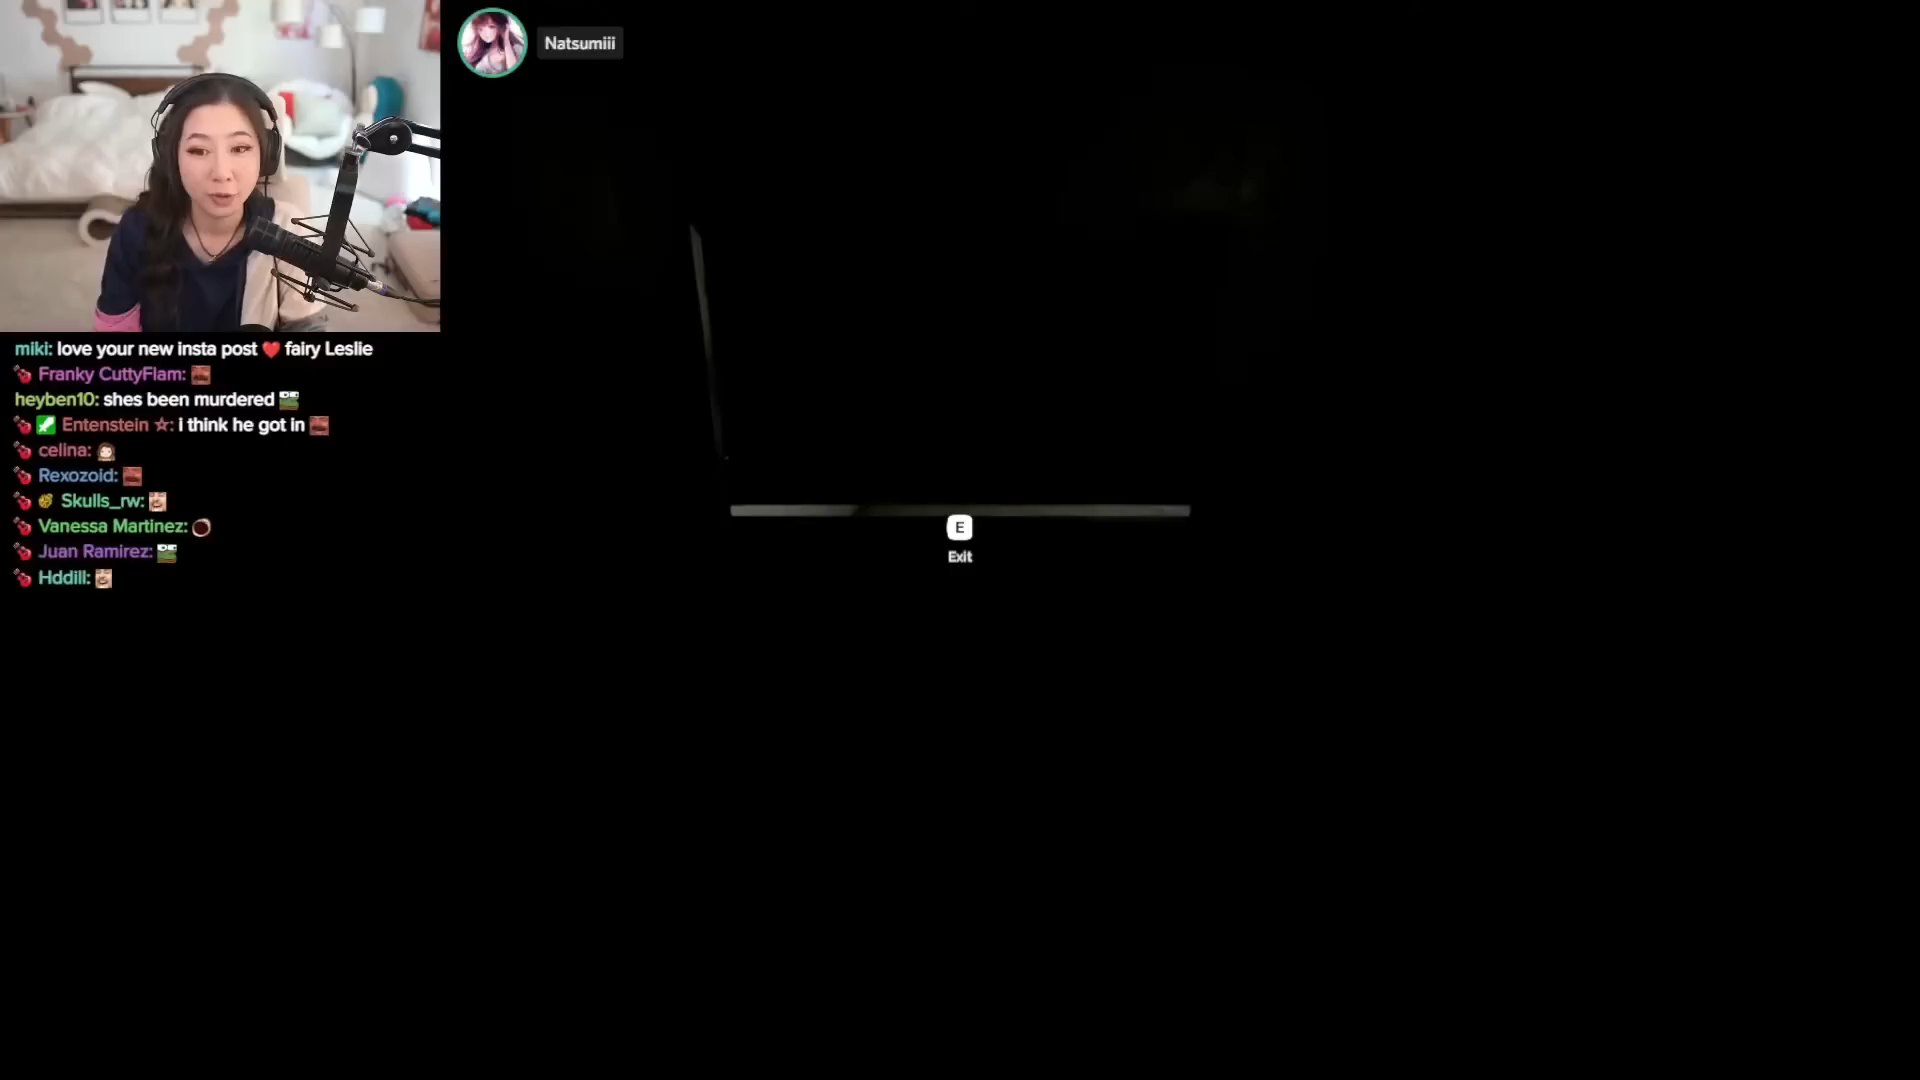 Natsumiii
miki: love your new insta post ❤️ fairy Leslie
Franky CuttyFlam:
heyben10: shes been murdered
Entenstein ☆: i think he got in
celina:
Rexozoid:
Skulls_rw:
Vanessa Martinez:
Juan Ramirez:
Hddill:
E
Exit